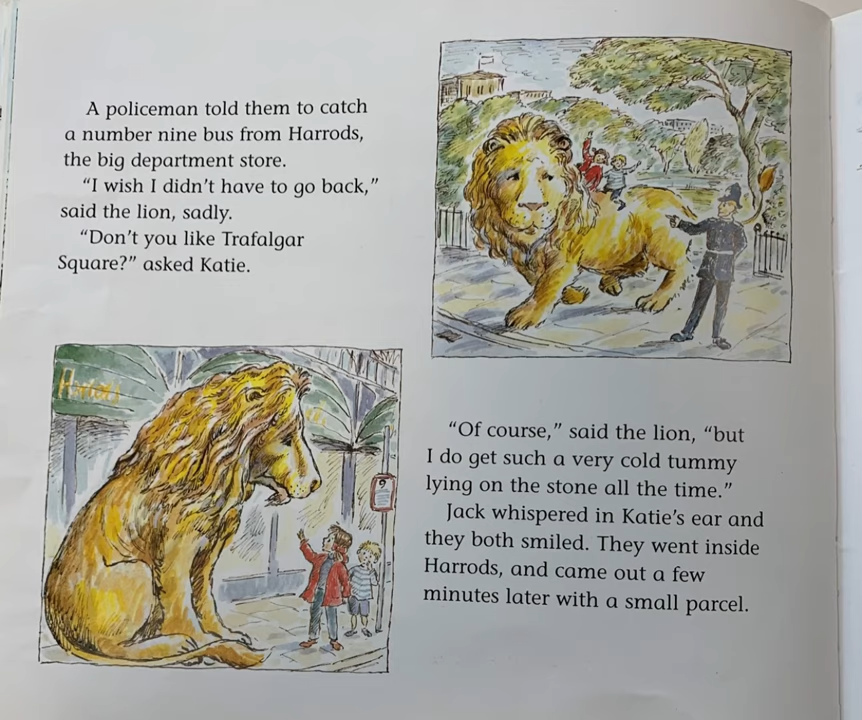 A policeman told them to catch
a number nine bus from Harrods,
the big department store.
“I wish I didn’t have to go back,”
said the lion, sadly.
“Don’t you like Trafalgar
Square?” asked Katie.
Harrods
9
“Of course,” said the lion, “but
I do get such a very cold tummy
lying on the stone all the time.”
Jack whispered in Katie’s ear and
they both smiled. They went inside
Harrods, and came out a few
minutes later with a small parcel.